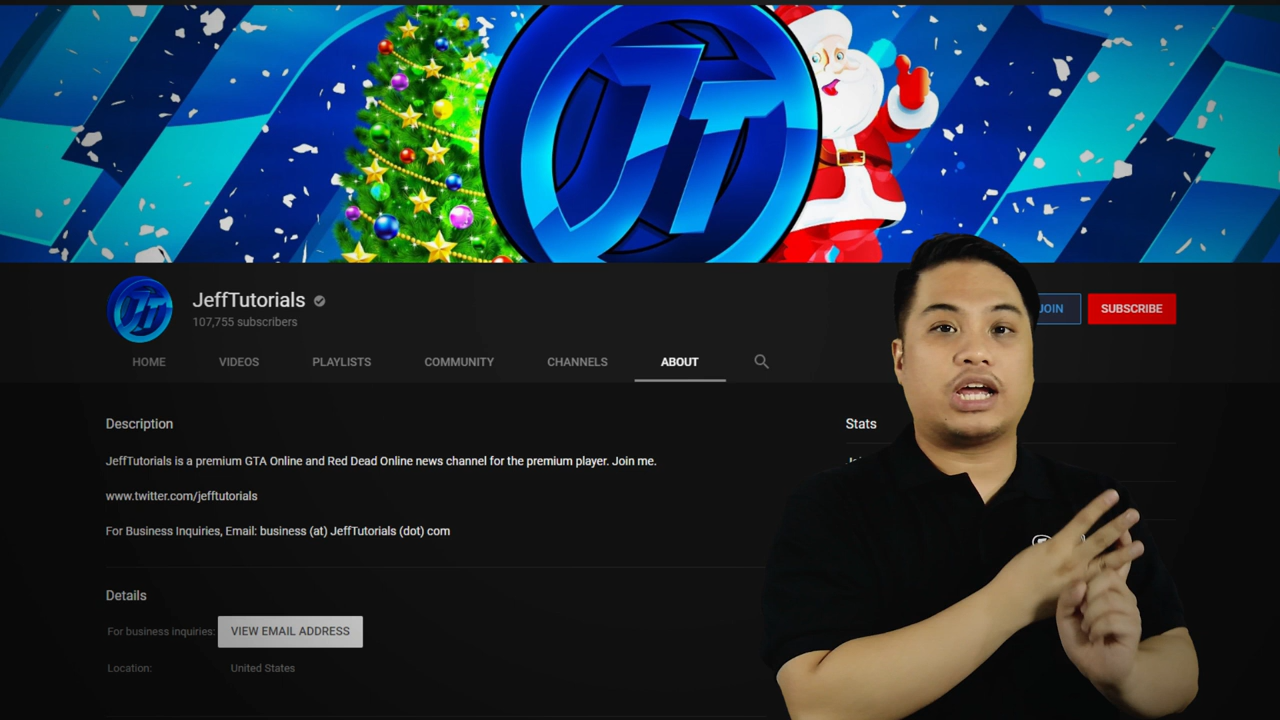 JT
JeffTutorials
107,755 subscribers
JOIN
SUBSCRIBE
HOME
VIDEOS
PLAYLISTS
COMMUNITY
CHANNELS
ABOUT
Description
Stats
JeffTutorials is a premium GTA Online and Red Dead Online news channel for the premium player. Join me.
www.twitter.com/jefftutorials
For Business Inquiries, Email: business (at) JeffTutorials (dot) com
Details
For business inquiries:
VIEW EMAIL ADDRESS
Location:
United States